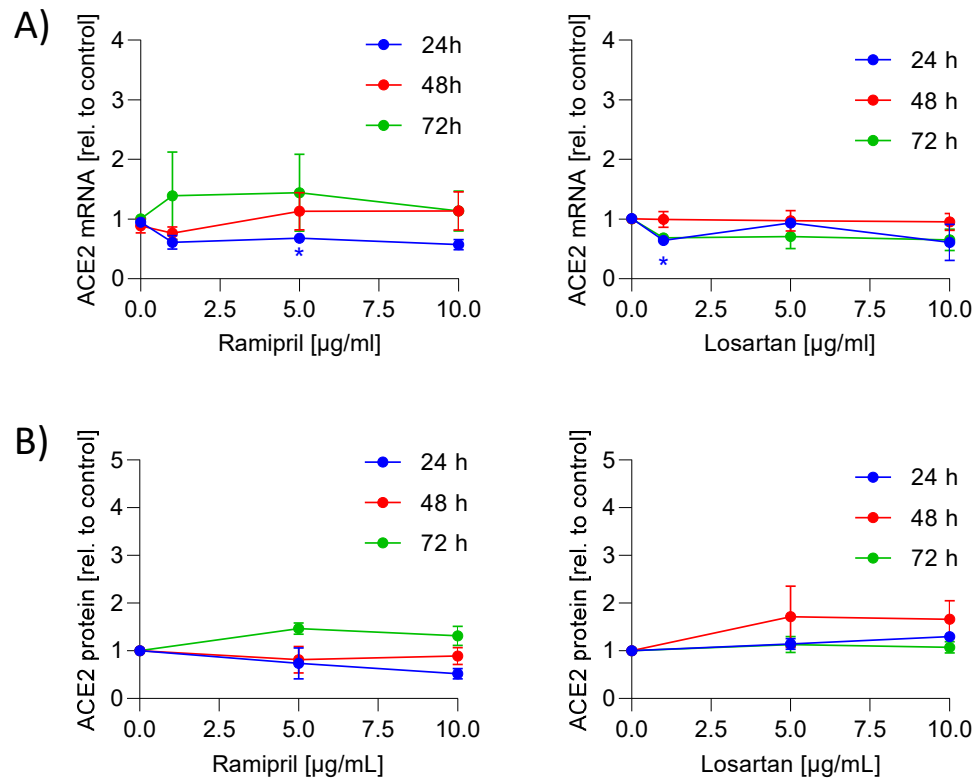 A)
ACE2 mRNA [rel. to control]
4
3
2
1
0
0.0 2.5 5.0 7.5 10.0
Ramipril [µg/ml]
24h
48h
72h
*
ACE2 mRNA [rel. to control]
4
3
2
1
0
0.0 2.5 5.0 7.5 10.0
Losartan [µg/ml]
24 h
48 h
72 h
*
B)
ACE2 protein [rel. to control]
5
4
3
2
1
0
0.0 2.5 5.0 7.5 10.0
Ramipril [µg/mL]
24 h
48 h
72 h
ACE2 protein [rel. to control]
5
4
3
2
1
0
0.0 2.5 5.0 7.5 10.0
Losartan [µg/mL]
24 h
48 h
72 h